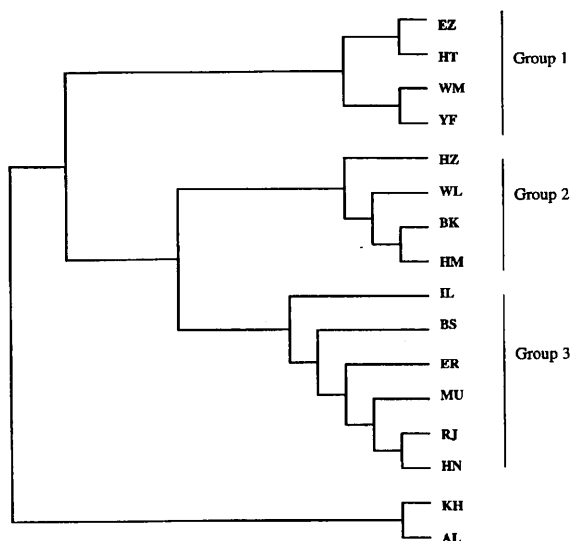 EZ
HT
Group 1
WM
YF
HZ
WL
Group 2
BK
HM
IL
BS
ER
Group 3
MU
RJ
HN
KH
AL